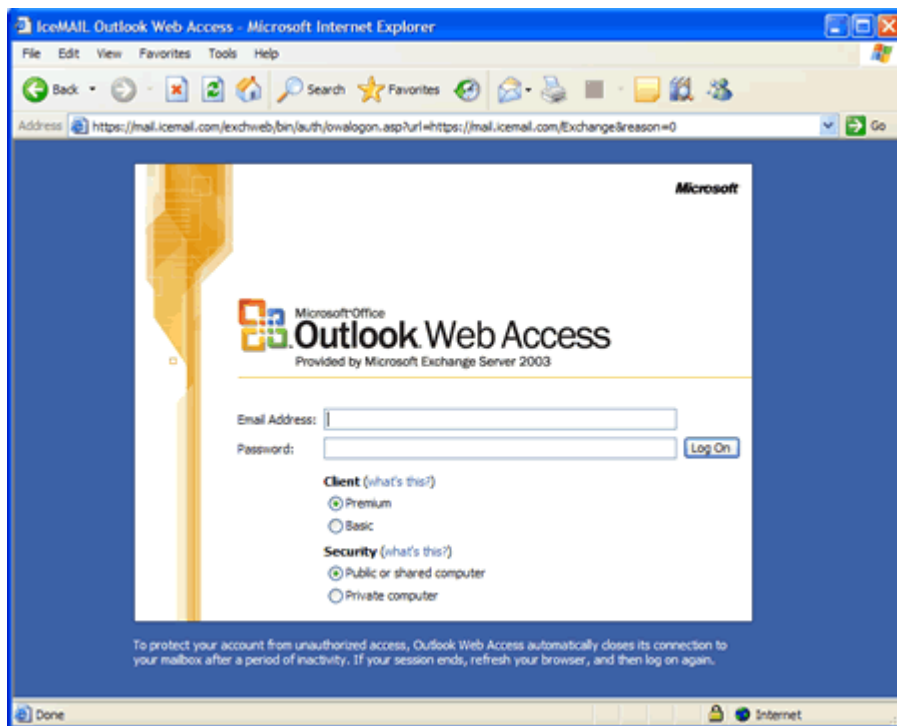 IceMAIL Outlook Web Access - Microsoft Internet Explorer
File Edit View Favorites Tools Help
Back Search Favorites
Address https://mail.icemail.com/exchweb/bin/auth/owalogon.asp?url=https://mail.icemail.com/Exchange&reason=0 Go
Microsoft
Microsoft Office
Outlook Web Access
Provided by Microsoft Exchange Server 2003
Email Address:
Password: Log On
Client (what's this?)
Premium
Basic
Security (what's this?)
Public or shared computer
Private computer
To protect your account from unauthorized access, Outlook Web Access automatically closes its connection to
your mailbox after a period of inactivity. If your session ends, refresh your browser, and then log on again.
Done Internet